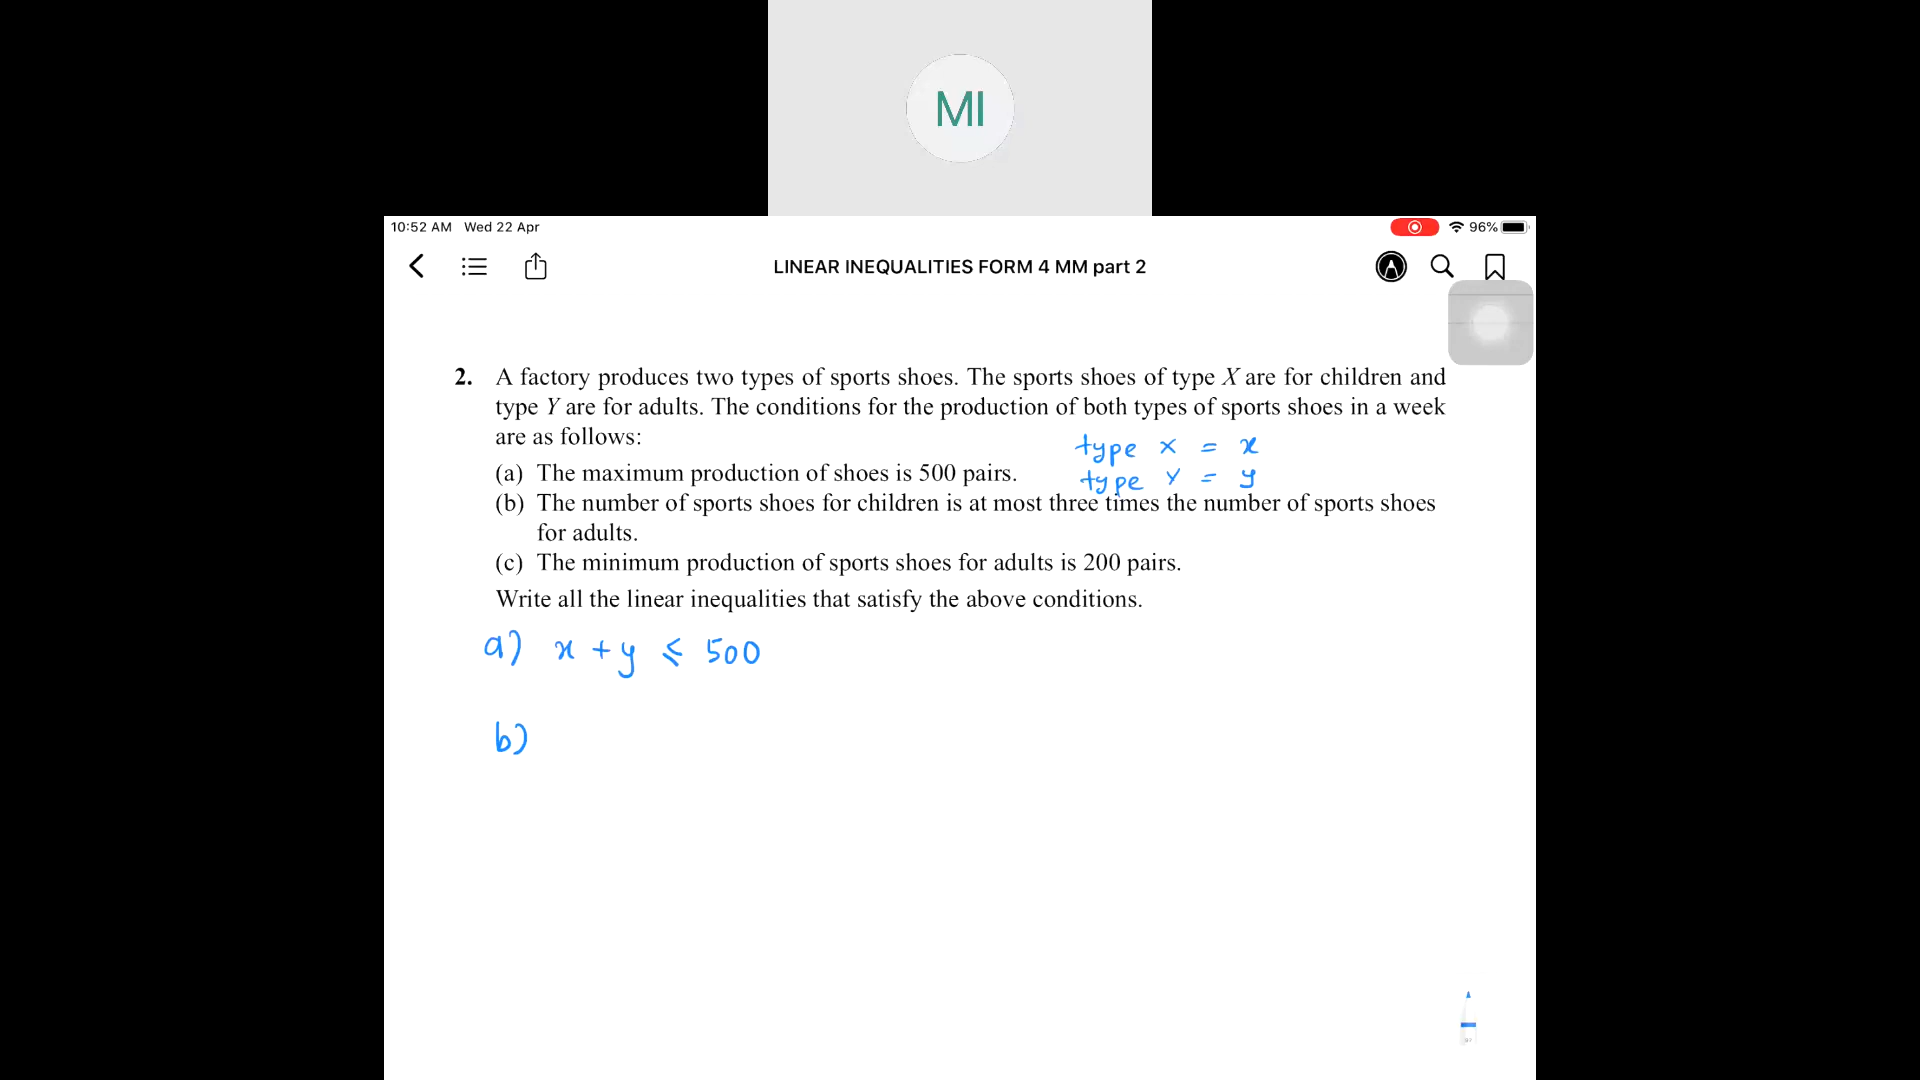 MI
10:52 AM Wed 22 Apr
96%
LINEAR INEQUALITIES FORM 4 MM part 2
2. A factory produces two types of sports shoes. The sports shoes of type X are for children and
type Y are for adults. The conditions for the production of both types of sports shoes in a week
are as follows:
type X = x
(a) The maximum production of shoes is 500 pairs.
type Y = y
(b) The number of sports shoes for children is at most three times the number of sports shoes
for adults.
(c) The minimum production of sports shoes for adults is 200 pairs.
Write all the linear inequalities that satisfy the above conditions.
a) x + y ⩽ 500
b)